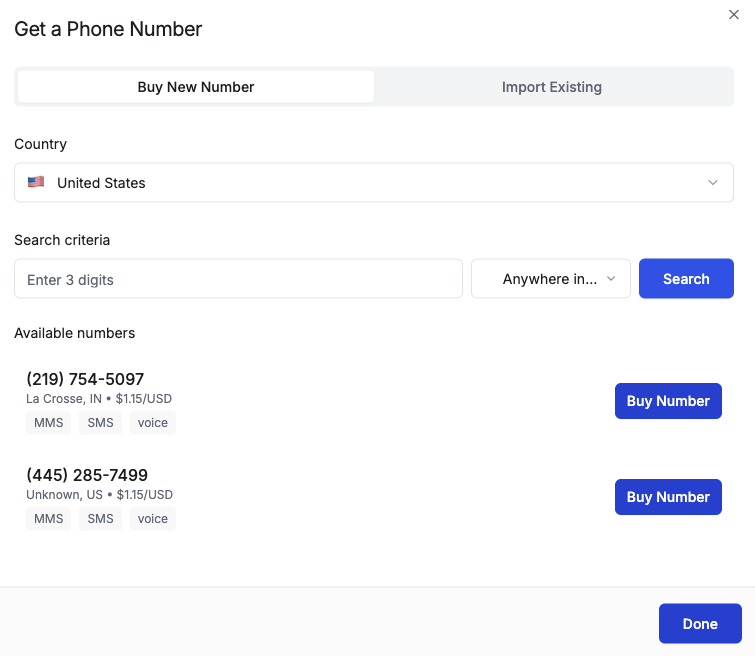 Get a Phone Number
Buy New Number
Import Existing
Country
🇺🇸 United States
Search criteria
Enter 3 digits
Anywhere in...
Search
Available numbers
(219) 754-5097
La Crosse, IN • $1.15/USD
MMS SMS voice
Buy Number
(445) 285-7499
Unknown, US • $1.15/USD
MMS SMS voice
Buy Number
Done